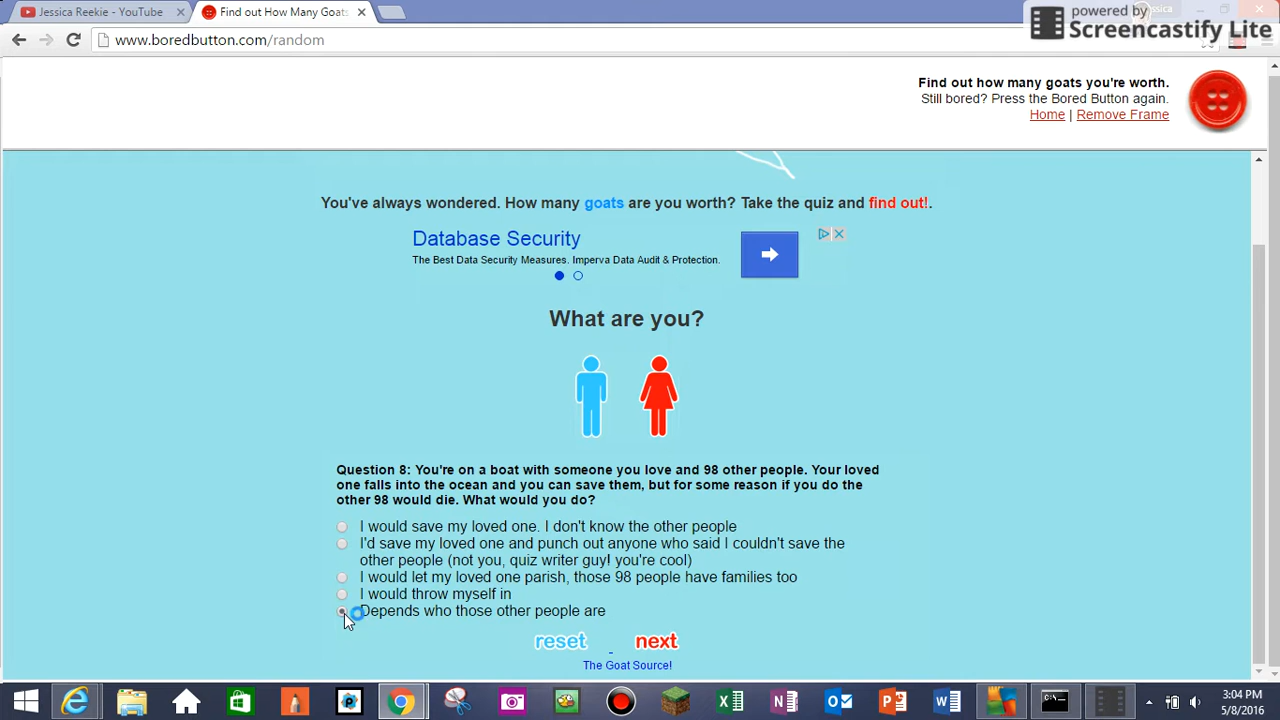 Jessica Reekie - YouTube
Find out How Many Goats
powered by
Screencastify Lite
www.boredbutton.com/random
Find out how many goats you're worth.
Still bored? Press the Bored Button again.
Home | Remove Frame
You've always wondered. How many goats are you worth? Take the quiz and find out!.
Database Security
The Best Data Security Measures. Imperva Data Audit & Protection.
What are you?
Question 8: You're on a boat with someone you love and 98 other people. Your loved
one falls into the ocean and you can save them, but for some reason if you do the
other 98 would die. What would you do?
I would save my loved one. I don't know the other people
I'd save my loved one and punch out anyone who said I couldn't save the
other people (not you, quiz writer guy! you're cool)
I would let my loved one parish, those 98 people have families too
I would throw myself in
Depends who those other people are
reset
next
The Goat Source!
3:04 PM
5/8/2016